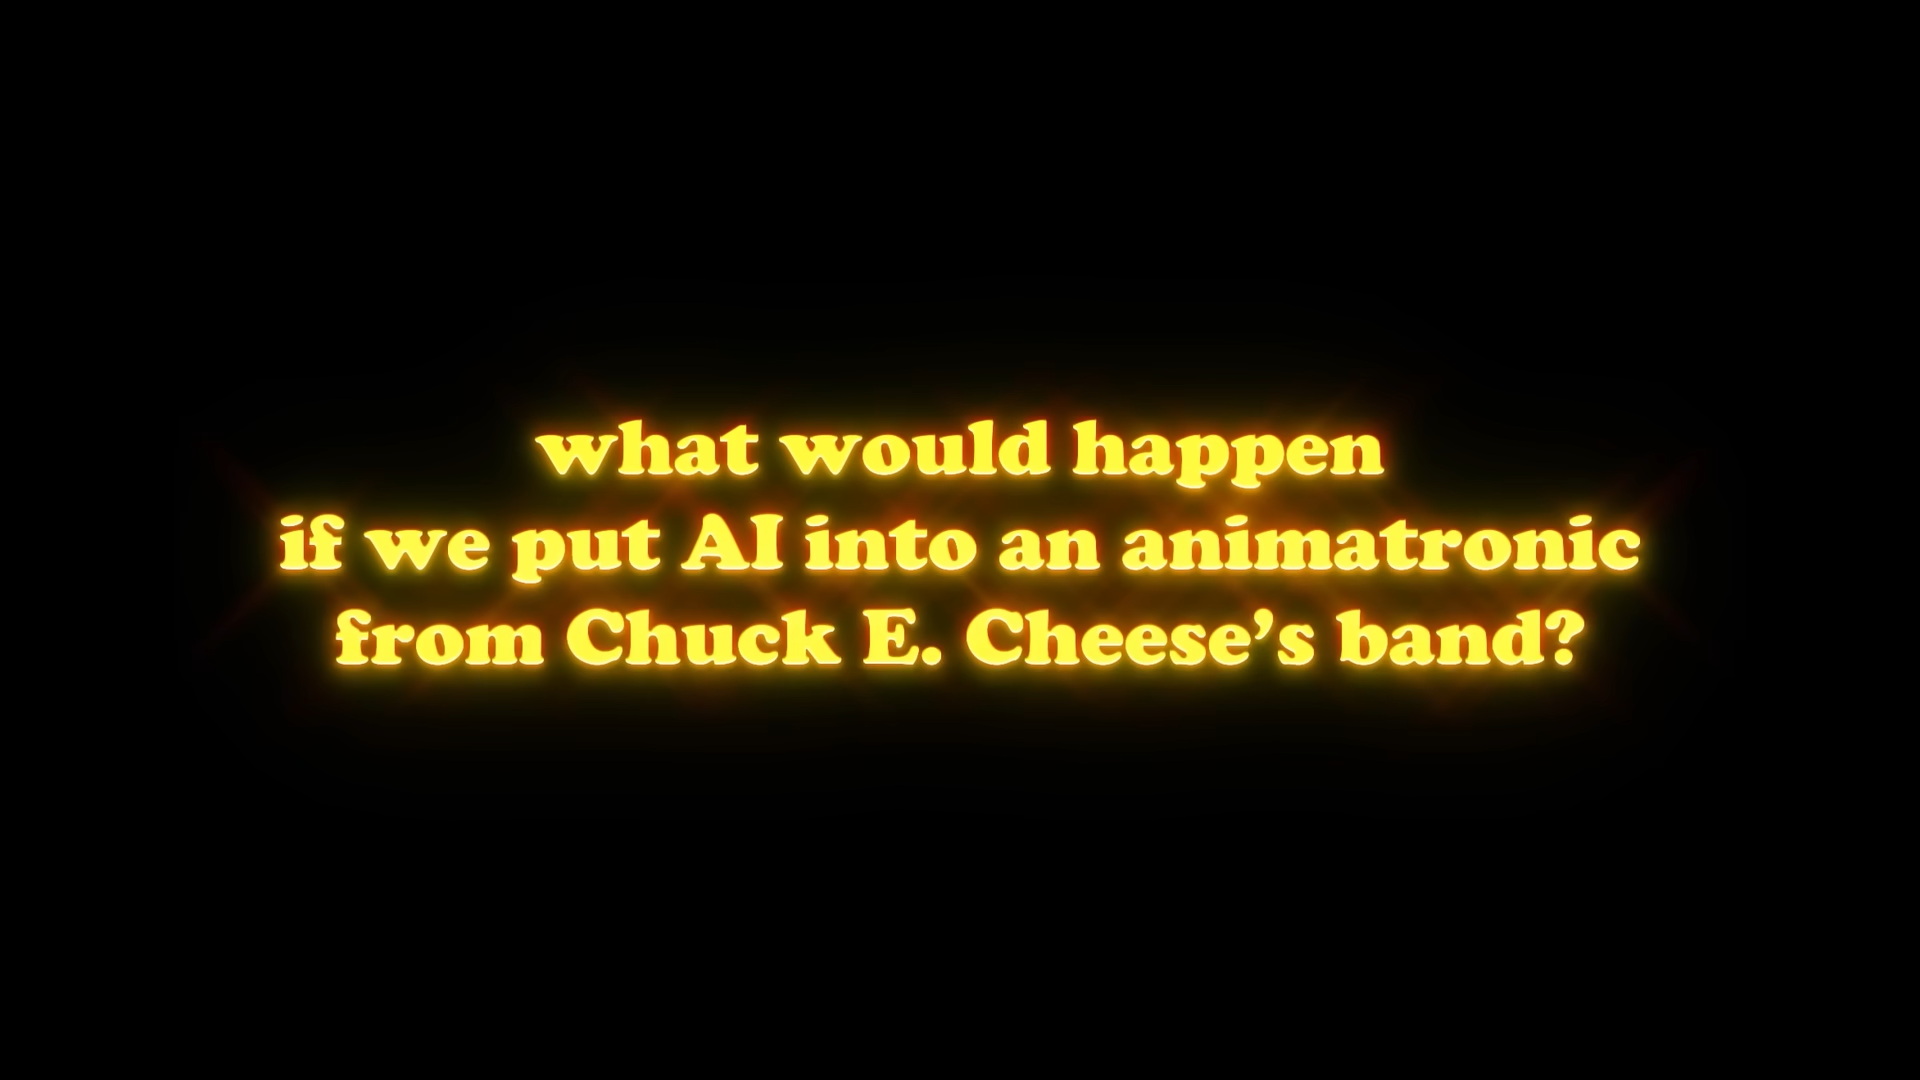 what would happen
if we put AI into an animatronic
from Chuck E. Cheese’s band?